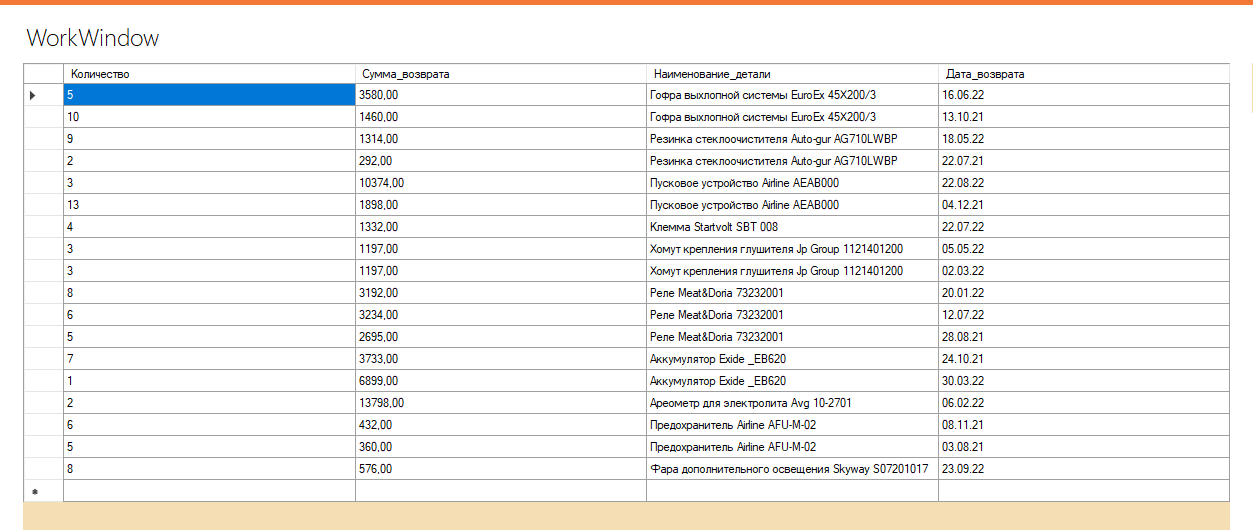 WorkWindow
Количество Сумма_возврата Наименование_детали Дата_возврата
5 3580,00 Гофра выхлопной системы EuroEx 45X200/3 16.06.22
10 1460,00 Гофра выхлопной системы EuroEx 45X200/3 13.10.21
9 1314,00 Резинка стеклоочистителя Auto-gur AG710LWBP 18.05.22
2 292,00 Резинка стеклоочистителя Auto-gur AG710LWBP 22.07.21
3 10374,00 Пусковое устройство Airline AEAB000 22.08.22
13 1898,00 Пусковое устройство Airline AEAB000 04.12.21
4 1332,00 Клемма Startvolt SBT 008 22.07.22
3 1197,00 Хомут крепления глушителя Jp Group 1121401200 05.05.22
3 1197,00 Хомут крепления глушителя Jp Group 1121401200 02.03.22
8 3192,00 Реле Meat&Doria 73232001 20.01.22
6 3234,00 Реле Meat&Doria 73232001 12.07.22
5 2695,00 Реле Meat&Doria 73232001 28.08.21
7 3733,00 Аккумулятор Exide _EB620 24.10.21
1 6899,00 Аккумулятор Exide _EB620 30.03.22
2 13798,00 Ареометр для электролита Avg 10-2701 06.02.22
6 432,00 Предохранитель Airline AFU-M-02 08.11.21
5 360,00 Предохранитель Airline AFU-M-02 03.08.21
8 576,00 Фара дополнительного освещения Skyway S07201017 23.09.22